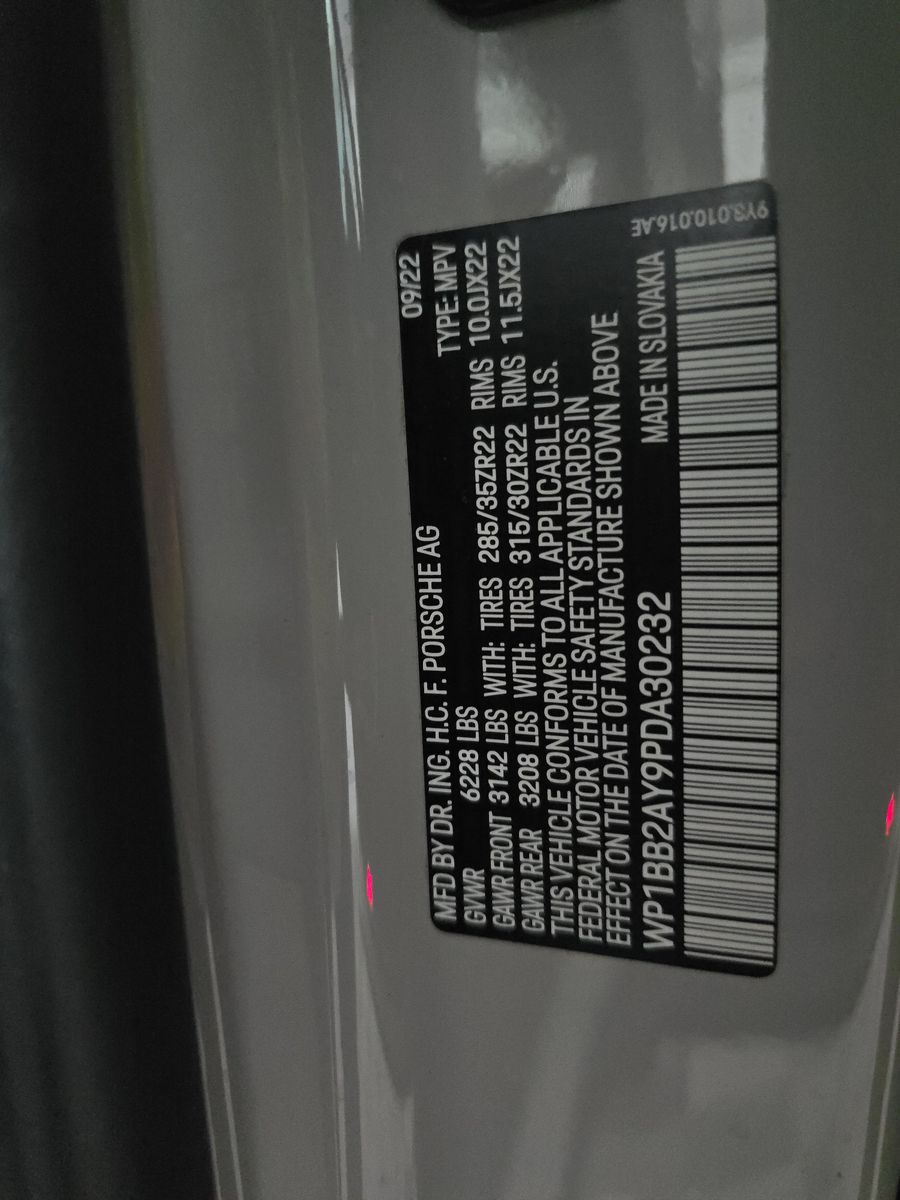 09/22
MFD BY DR. ING. H.C. F. PORSCHE AG TYPE: MPV
GVWR 6228 LBS
GAWR FRONT 3142 LBS WITH: TIRES 285/35ZR22 RIMS 10.0JX22
GAWR REAR 3208 LBS WITH: TIRES 315/30ZR22 RIMS 11.5JX22
THIS VEHICLE CONFORMS TO ALL APPLICABLE U.S.
FEDERAL MOTOR VEHICLE SAFETY STANDARDS IN
EFFECT ON THE DATE OF MANUFACTURE SHOWN ABOVE
WP1BB2AY9PDA30232 MADE IN SLOVAKIA
9Y3.010.016.AE